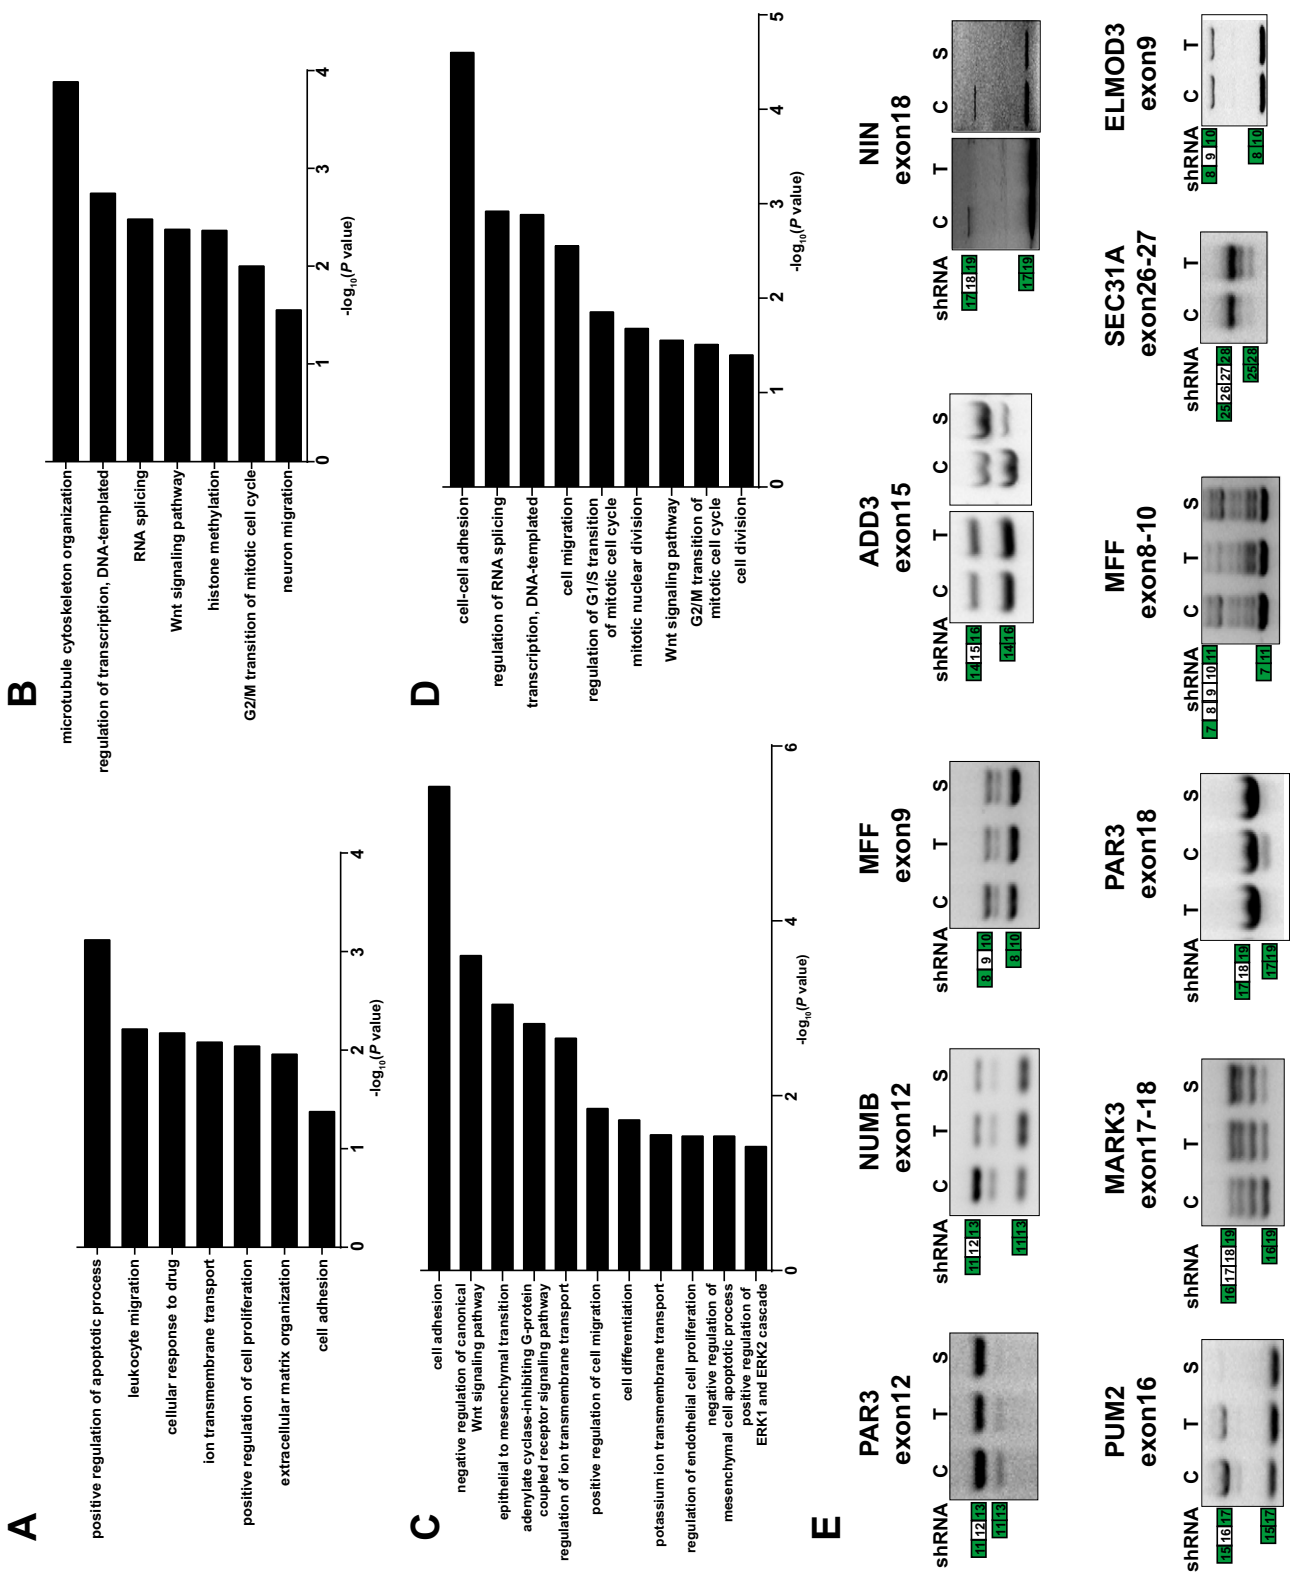 A
positive regulation of apoptotic process
leukocyte migration
cellular response to drug
ion transmembrane transport
positive regulation of cell proliferation
extracellular matrix organization
cell adhesion
0 1 2 3 4
-log10(P value)
B
microtubule cytoskeleton organization
regulation of transcription, DNA-templated
RNA splicing
Wnt signaling pathway
histone methylation
G2/M transition of mitotic cell cycle
neuron migration
0 1 2 3 4
-log10(P value)
C
cell adhesion
negative regulation of canonical
Wnt signaling pathway
epithelial to mesenchymal transition
adenylate cyclase-inhibiting G-protein
coupled receptor signaling pathway
regulation of ion transmembrane transport
positive regulation of cell migration
cell differentiation
potassium ion transmembrane transport
regulation of endothelial cell proliferation
negative regulation of
mesenchymal cell apoptotic process
positive regulation of
ERK1 and ERK2 cascade
0 2 4 6
-log10(P value)
D
cell-cell adhesion
regulation of RNA splicing
transcription, DNA-templated
cell migration
regulation of G1/S transition
of mitotic cell cycle
mitotic nuclear division
Wnt signaling pathway
G2/M transition of
mitotic cell cycle
cell division
0 1 2 3 4 5
-log10(P value)
E
PAR3
exon12
shRNA C T S
11 12 13
11 13
NUMB
exon12
shRNA C T S
11 12 13
11 13
MFF
exon9
shRNA C T S
8 9 10
8 10
ADD3
exon15
shRNA C T C S
14 15 16
14 16
NIN
exon18
shRNA C T C S
17 18 19
17 19
PUM2
exon16
shRNA C T S
15 16 17
15 17
MARK3
exon17-18
shRNA C T S
16 17 18 19
16 19
PAR3
exon18
shRNA T C S
17 18 19
17 19
MFF
exon8-10
shRNA C T S
7 8 9 10 11
7 11
SEC31A
exon26-27
shRNA C T
25 26 27 28
25 28
ELMOD3
exon9
shRNA C T
8 9 10
8 10